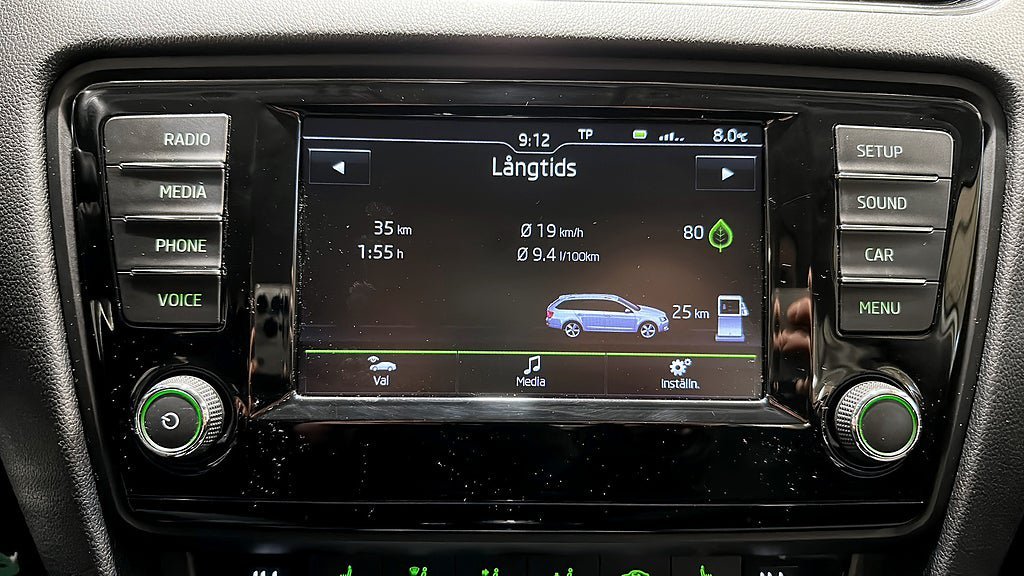 RADIO
MEDIA
PHONE
VOICE
9:12 TP 8.0°C
Långtids
35 km Ø 19 km/h 80
1:55 h Ø 9.4 l/100km
25 km
Val Media Inställn.
SETUP
SOUND
CAR
MENU